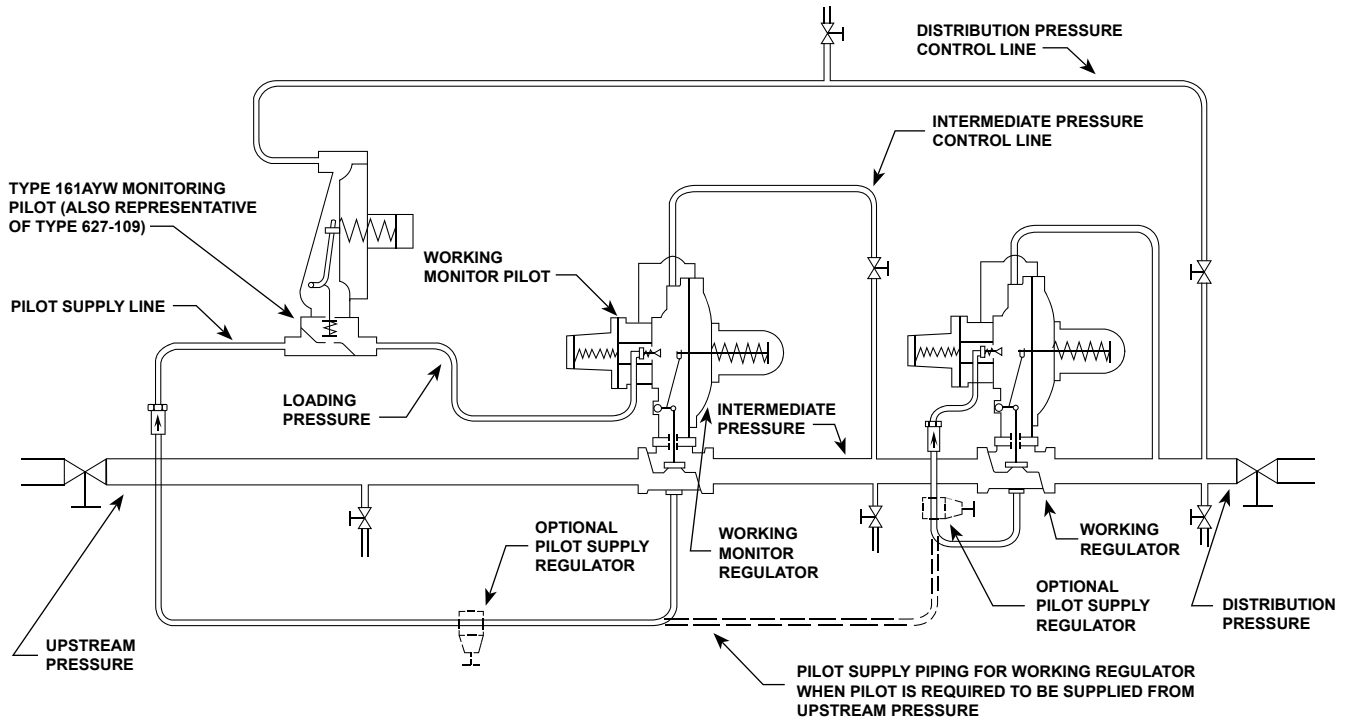 DISTRIBUTION PRESSURE
CONTROL LINE
INTERMEDIATE PRESSURE
CONTROL LINE
TYPE 161AYW MONITORING
PILOT (ALSO REPRESENTATIVE
OF TYPE 627-109)
WORKING
MONITOR PILOT
PILOT SUPPLY LINE
LOADING
PRESSURE
INTERMEDIATE
PRESSURE
OPTIONAL
PILOT SUPPLY
REGULATOR
WORKING
MONITOR
REGULATOR
WORKING
REGULATOR
OPTIONAL
PILOT SUPPLY
REGULATOR
DISTRIBUTION
PRESSURE
UPSTREAM
PRESSURE
PILOT SUPPLY PIPING FOR WORKING REGULATOR
WHEN PILOT IS REQUIRED TO BE SUPPLIED FROM
UPSTREAM PRESSURE